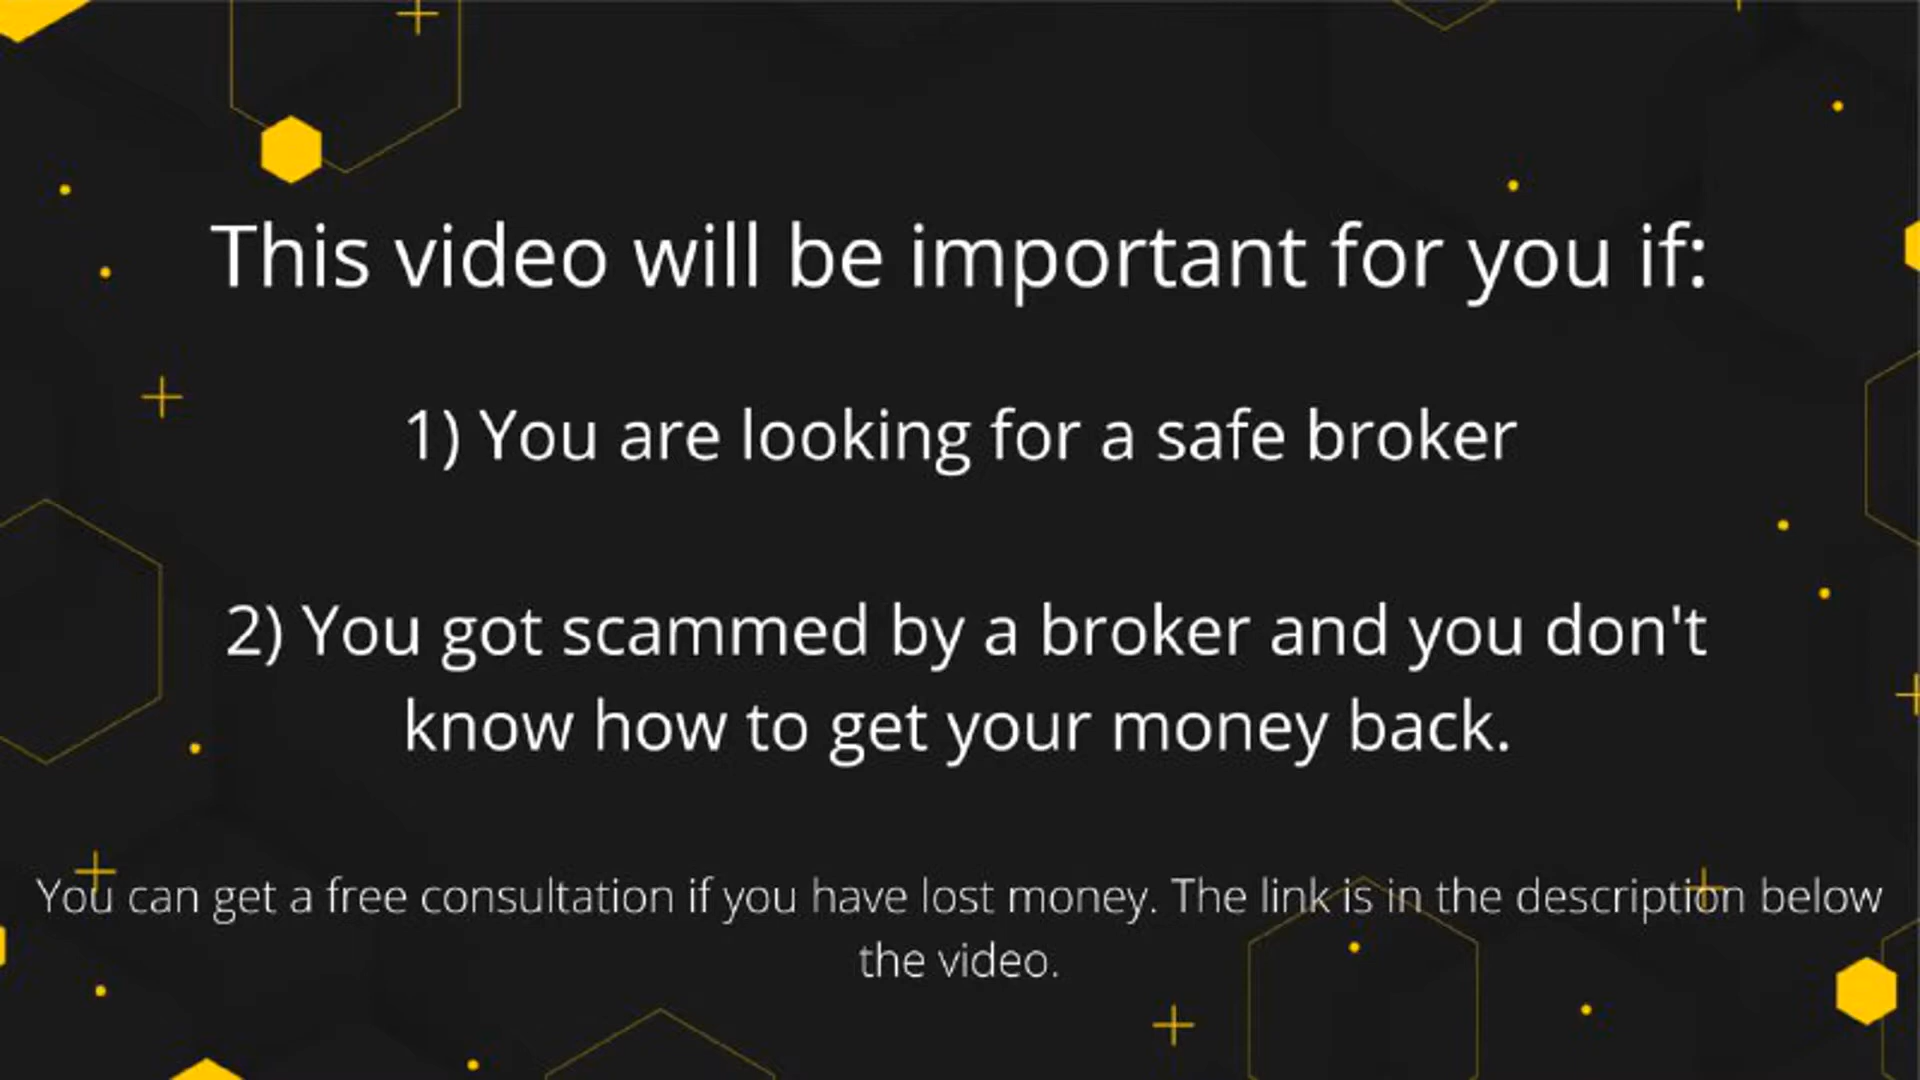 This video will be important for you if:
1) You are looking for a safe broker
2) You got scammed by a broker and you don't
know how to get your money back.
You can get a free consultation if you have lost money. The link is in the description below
the video.